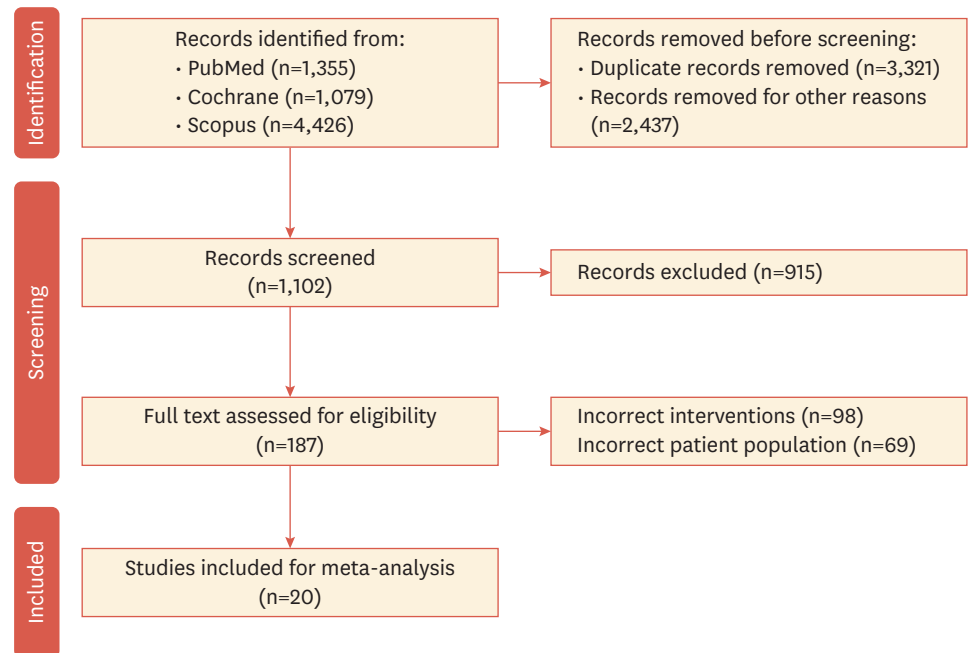 Identification
Records identified from:
· PubMed (n=1,355)
· Cochrane (n=1,079)
· Scopus (n=4,426)
Records removed before screening:
· Duplicate records removed (n=3,321)
· Records removed for other reasons
(n=2,437)
Screening
Records screened
(n=1,102)
Records excluded (n=915)
Full text assessed for eligibility
(n=187)
Incorrect interventions (n=98)
Incorrect patient population (n=69)
Included
Studies included for meta-analysis
(n=20)